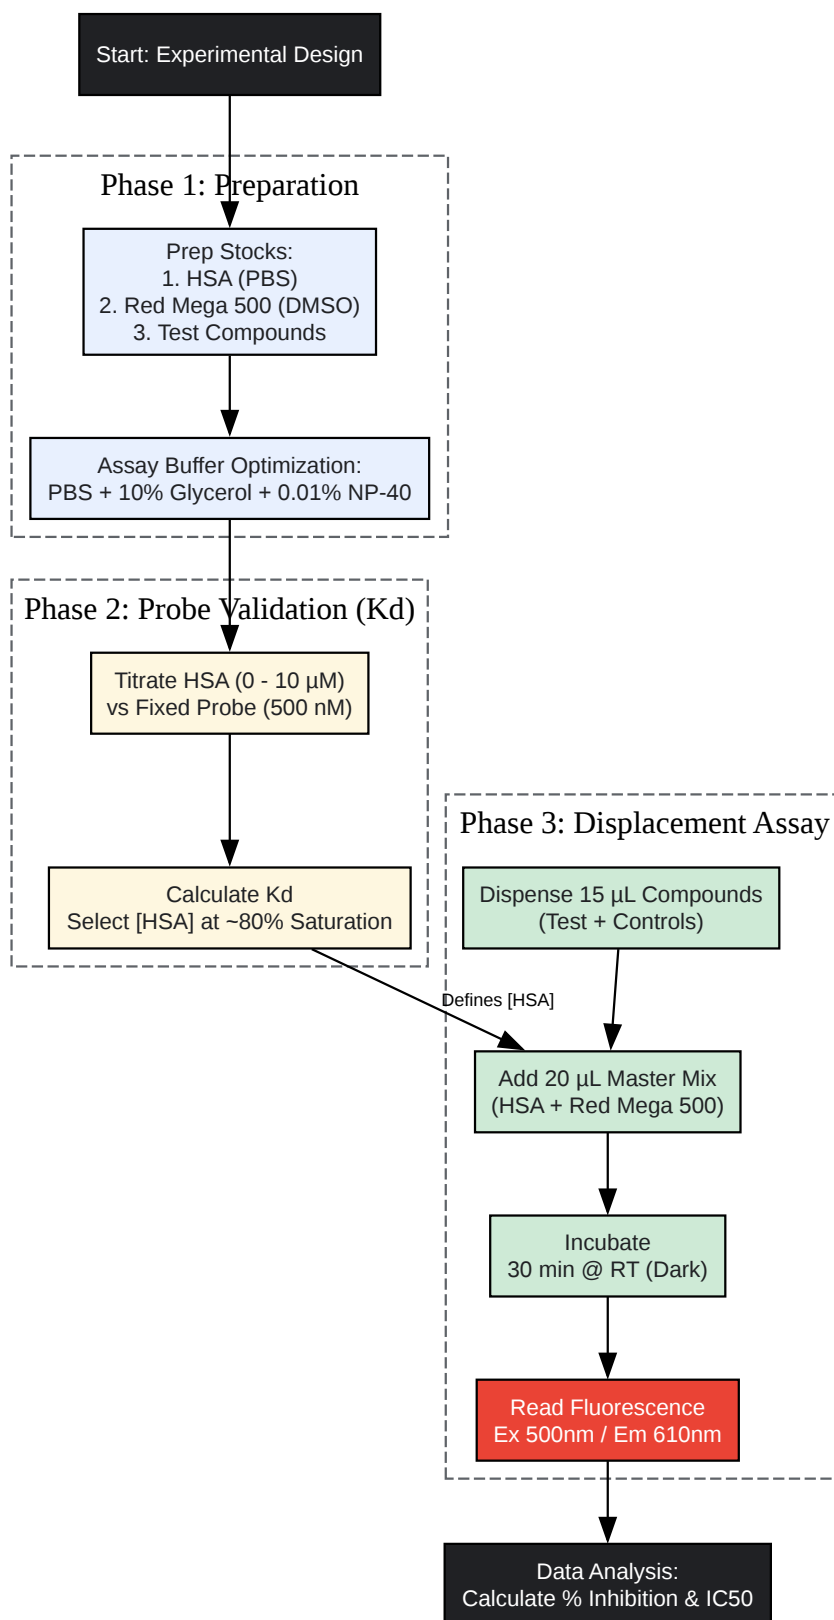 Start: Experimental Design
Phase 1: Preparation
Prep Stocks:
1. HSA (PBS)
2. Red Mega 500 (DMSO)
3. Test Compounds
Assay Buffer Optimization:
PBS + 10% Glycerol + 0.01% NP-40
Phase 2: Probe Validation (Kd)
Titrate HSA (0 - 10 µM)
vs Fixed Probe (500 nM)
Calculate Kd
Select [HSA] at ~80% Saturation
Phase 3: Displacement Assay
Dispense 15 µL Compounds
(Test + Controls)
Defines [HSA]
Add 20 µL Master Mix
(HSA + Red Mega 500)
Incubate
30 min @ RT (Dark)
Read Fluorescence
Ex 500nm / Em 610nm
Data Analysis:
Calculate % Inhibition & IC50